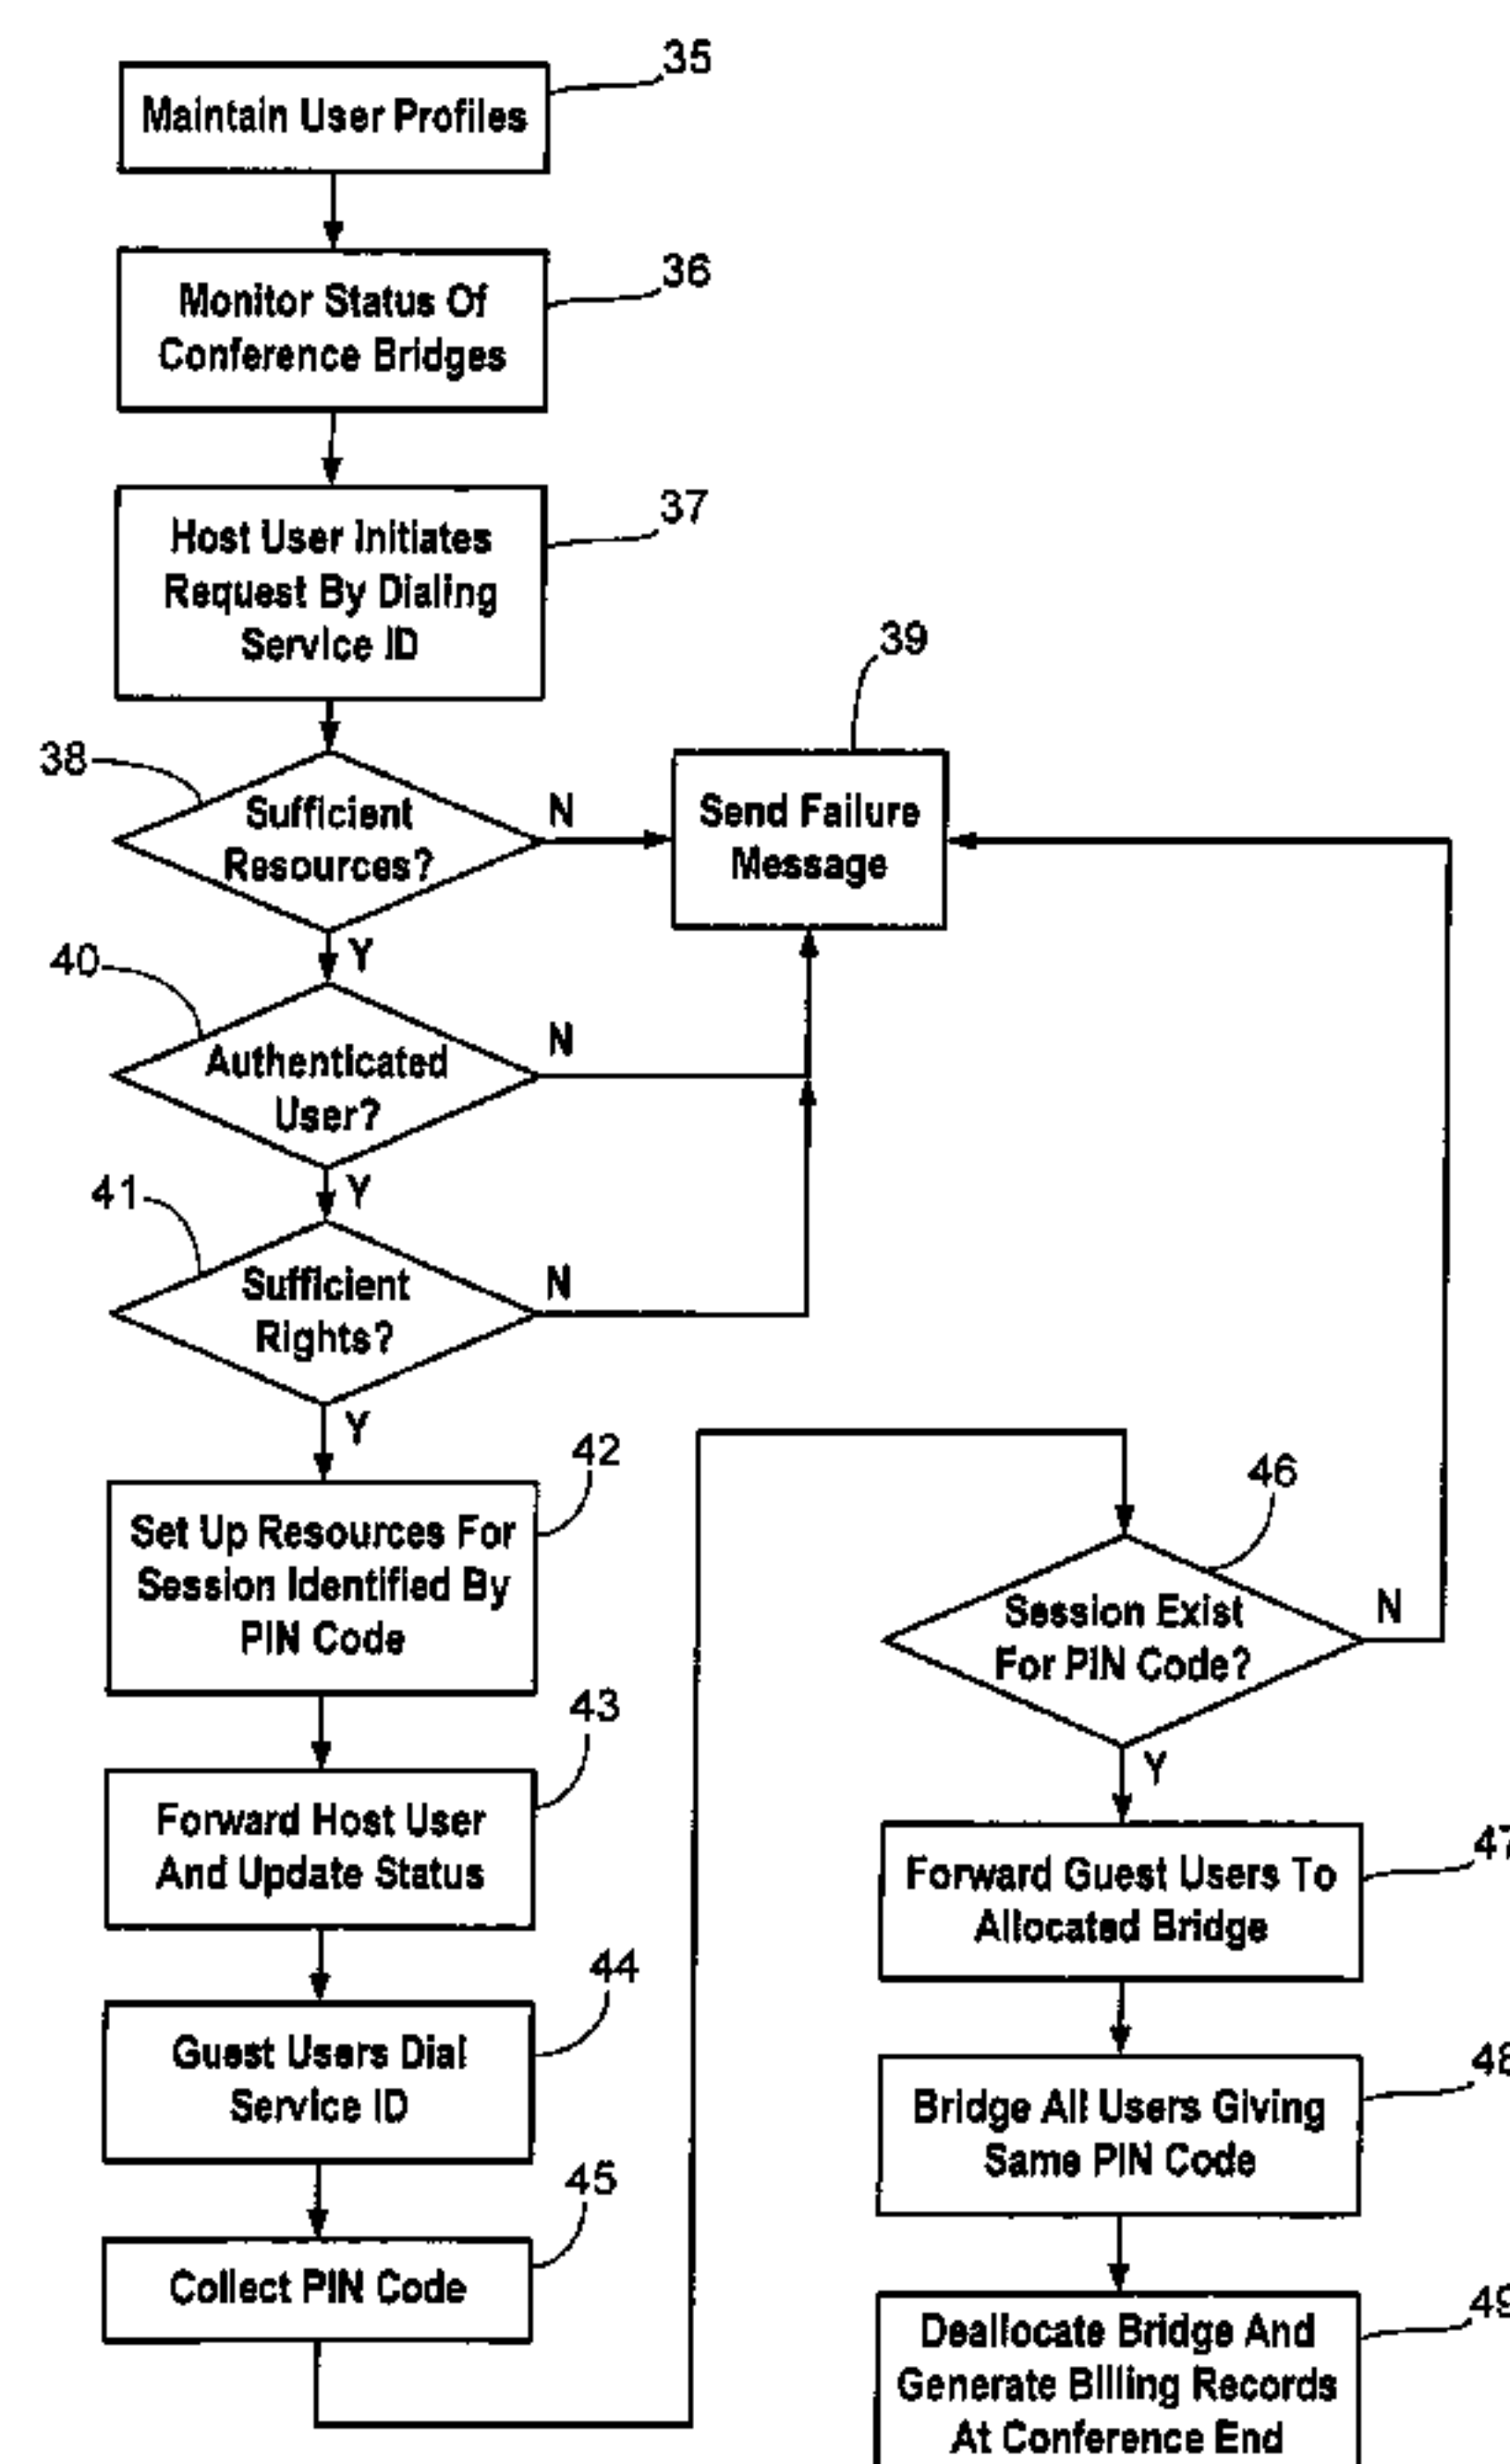 35
Maintain User Profiles
36
Monitor Status Of
Conference Bridges
37
Host User Initiates
Request By Dialing
Service ID
38
Sufficient
Resources?
N
39
Send Failure
Message
Y
40
Authenticated
User?
N
Y
41
Sufficient
Rights?
N
Y
42
Set Up Resources For
Session Identified By
PIN Code
43
Forward Host User
And Update Status
44
Guest Users Dial
Service ID
45
Collect PIN Code
46
Session Exist
For PIN Code?
N
Y
47
Forward Guest Users To
Allocated Bridge
48
Bridge All Users Giving
Same PIN Code
49
Deallocate Bridge And
Generate Billing Records
At Conference End